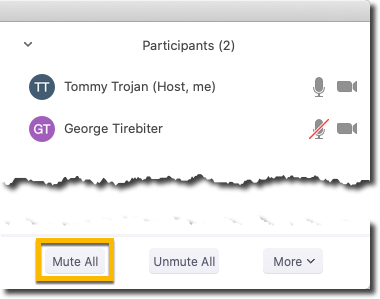 Participants (2)
TT Tommy Trojan (Host, me)
GT George Tirebiter
Mute All Unmute All More